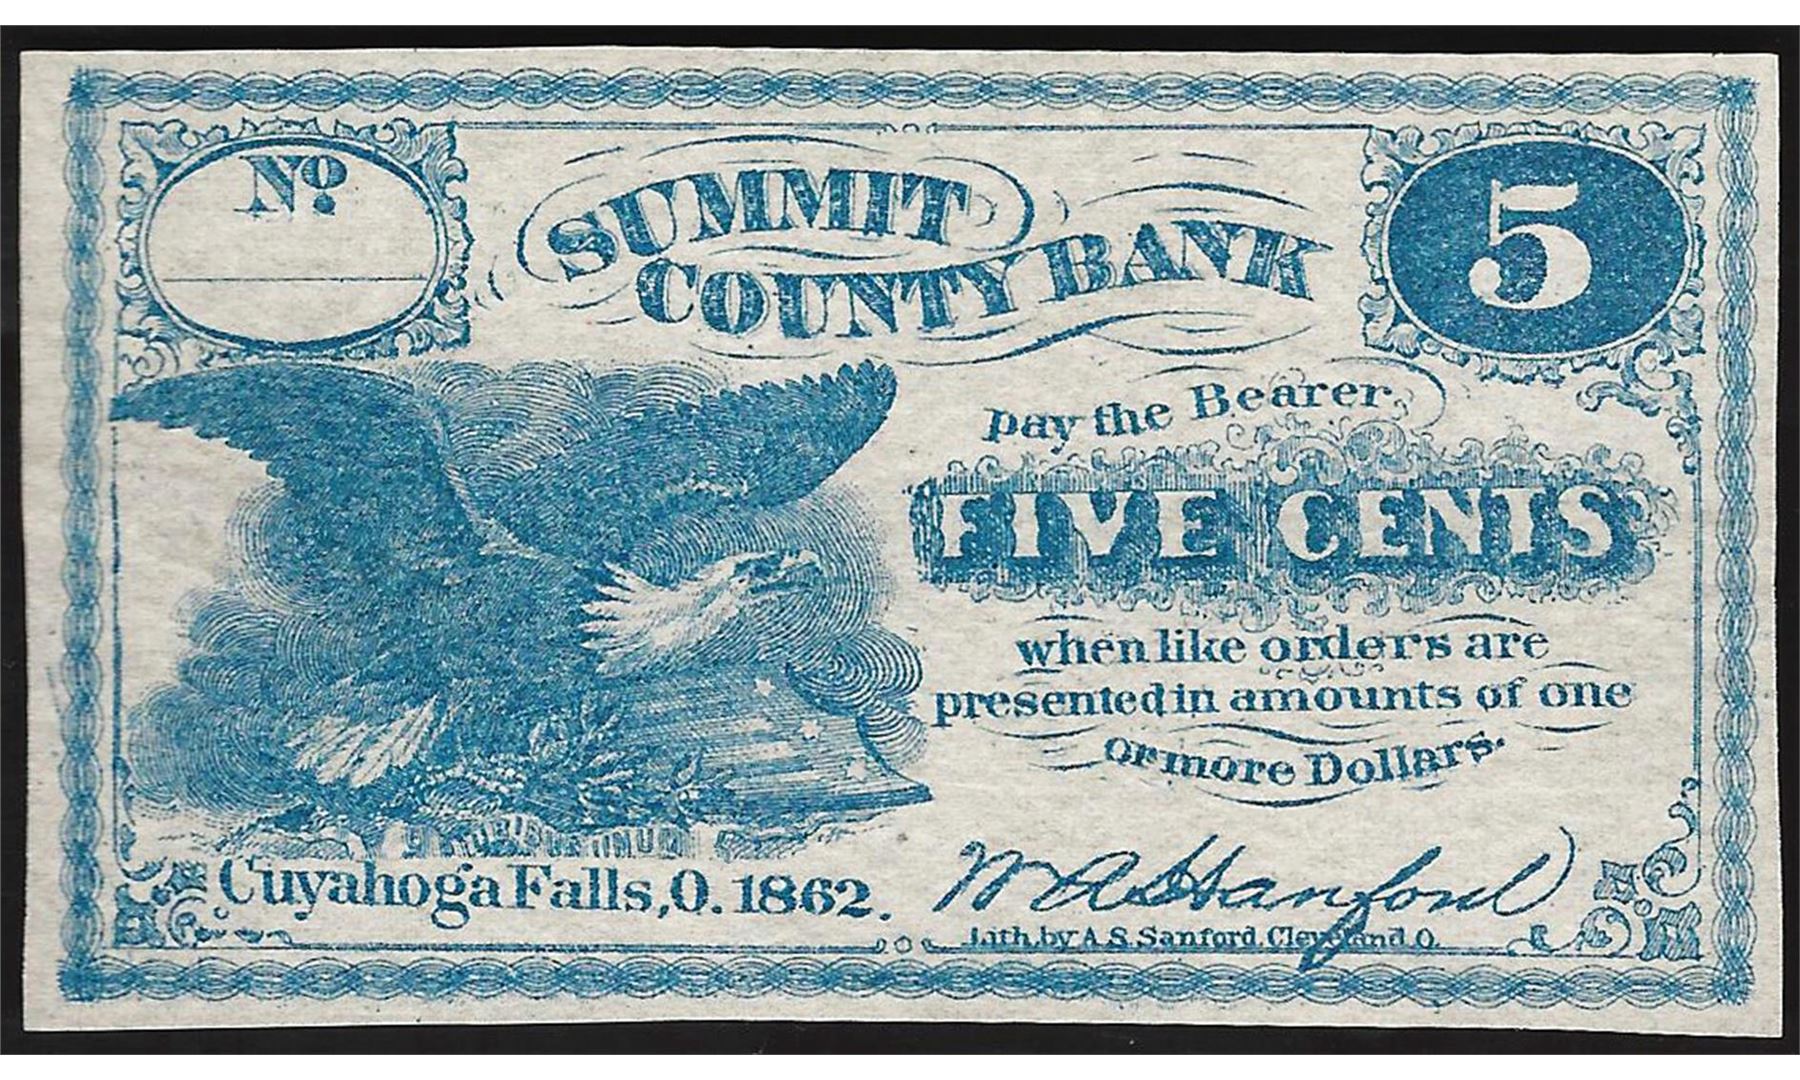 No.
SUMMIT
COUNTY BANK
5
pay the Bearer
FIVE CENTS
when like orders are
presented in amounts of one
or more Dollars.
Cuyahoga Falls, O. 1862.
W A Hanford
Lith. by A.S. Sanford, Cleveland, O.